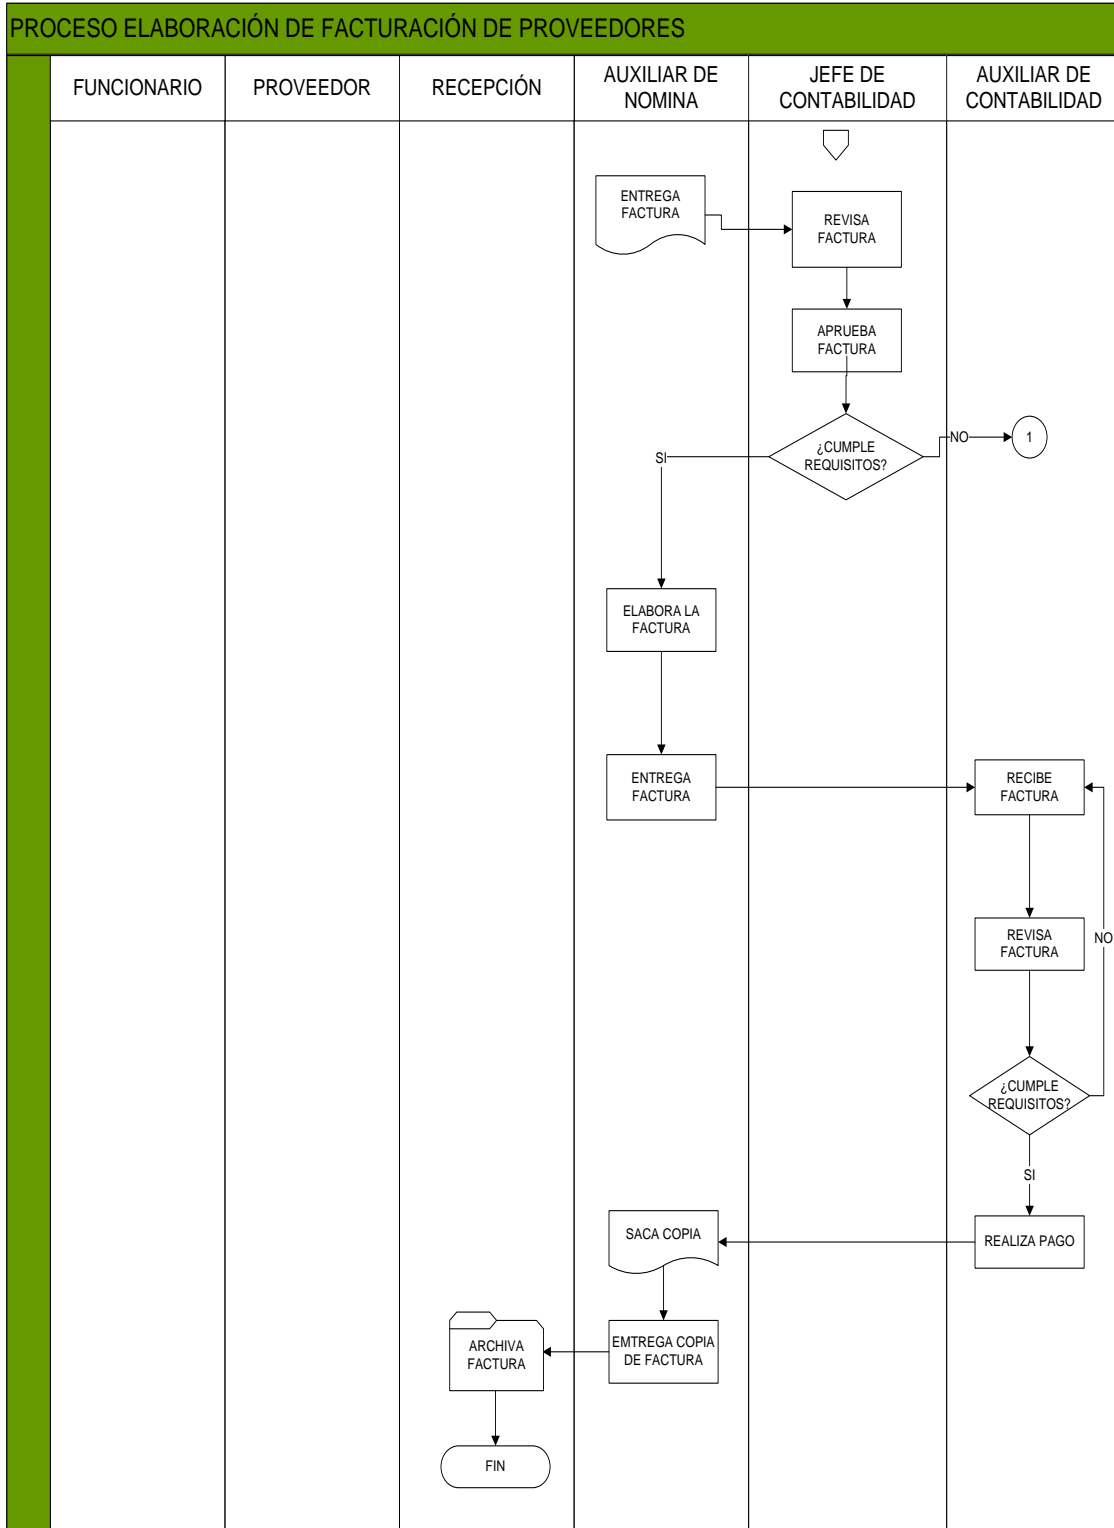 PROCESO ELABORACIÓN DE FACTURACIÓN DE PROVEEDORES
FUNCIONARIO
PROVEEDOR
RECEPCIÓN
AUXILIAR DE
NOMINA
JEFE DE
CONTABILIDAD
AUXILIAR DE
CONTABILIDAD
ENTREGA
FACTURA
REVISA
FACTURA
APRUEBA
FACTURA
¿CUMPLE
REQUISITOS?
NO
1
SI
ELABORA LA
FACTURA
ENTREGA
FACTURA
RECIBE
FACTURA
REVISA
FACTURA
NO
¿CUMPLE
REQUISITOS?
SI
REALIZA PAGO
SACA COPIA
EMTREGA COPIA
DE FACTURA
ARCHIVA
FACTURA
FIN